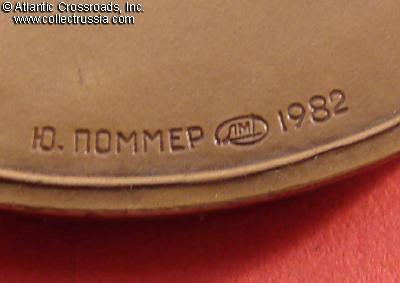 © Atlantic Crossroads, Inc.
www.collectrussia.com
Ю. ПОММЕР ЛМД 1982